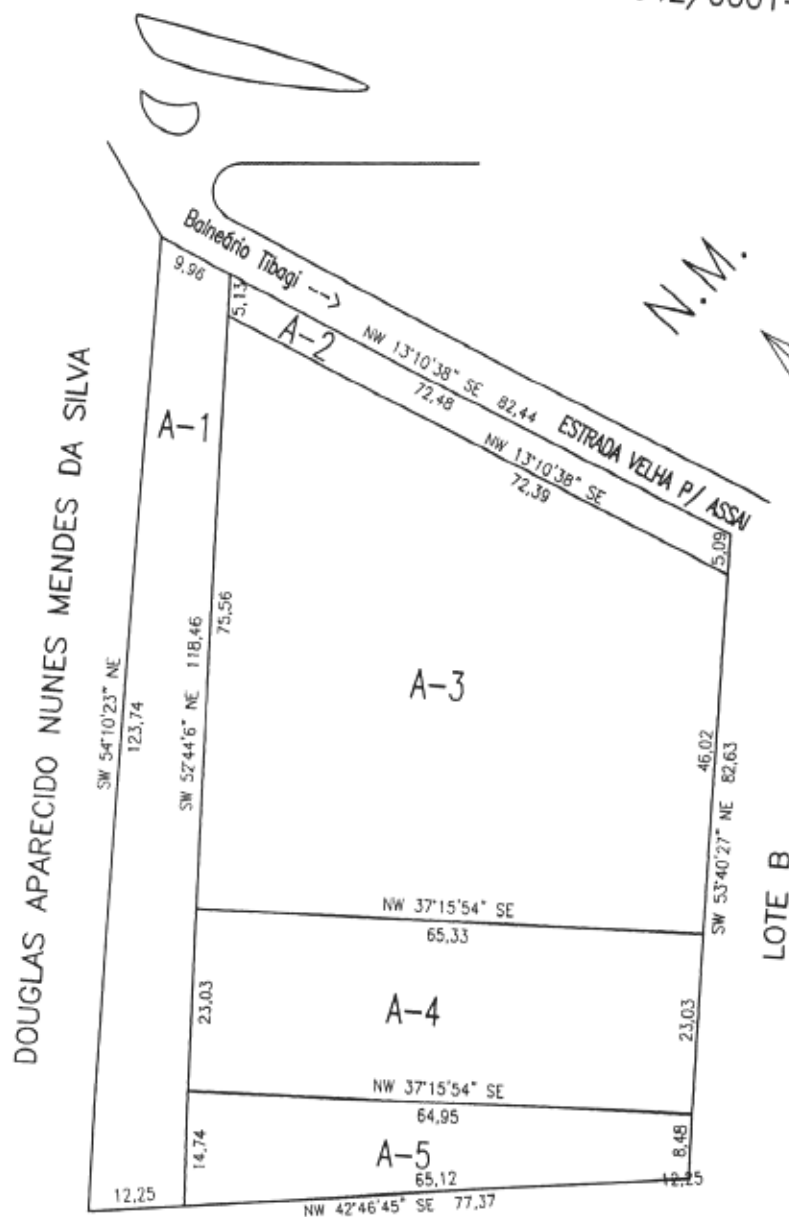 Balneário Tibagi -->
9,96
5,13
A-2
NW 13°10'38" SE 82,44
72,48
ESTRADA VELHA P/ ASSAI
NW 13°10'38" SE
72,39
5,09
N.M.
A-1
DOUGLAS APARECIDO NUNES MENDES DA SILVA
SW 54°10'23" NE
123,74
SW 52°44'6" NE 118,46
75,56
A-3
46,02
SW 53°40'27" NE 82,63
LOTE B
NW 37°15'54" SE
65,33
23,03
A-4
23,03
NW 37°15'54" SE
64,95
14,74
A-5
8,48
65,12
12,25
12,25
NW 42°46'45" SE 77,37